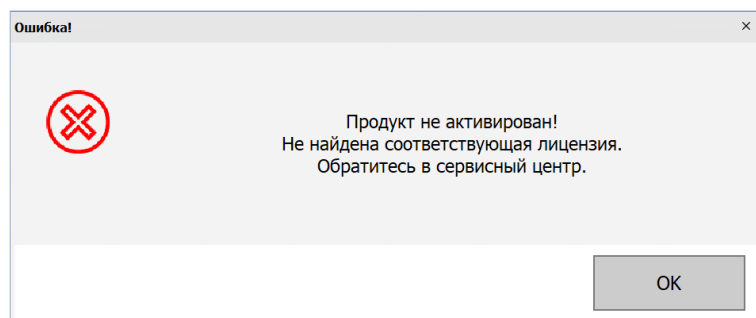 Ошибка!
Продукт не активирован!
Не найдена соответствующая лицензия.
Обратитесь в сервисный центр.
OK